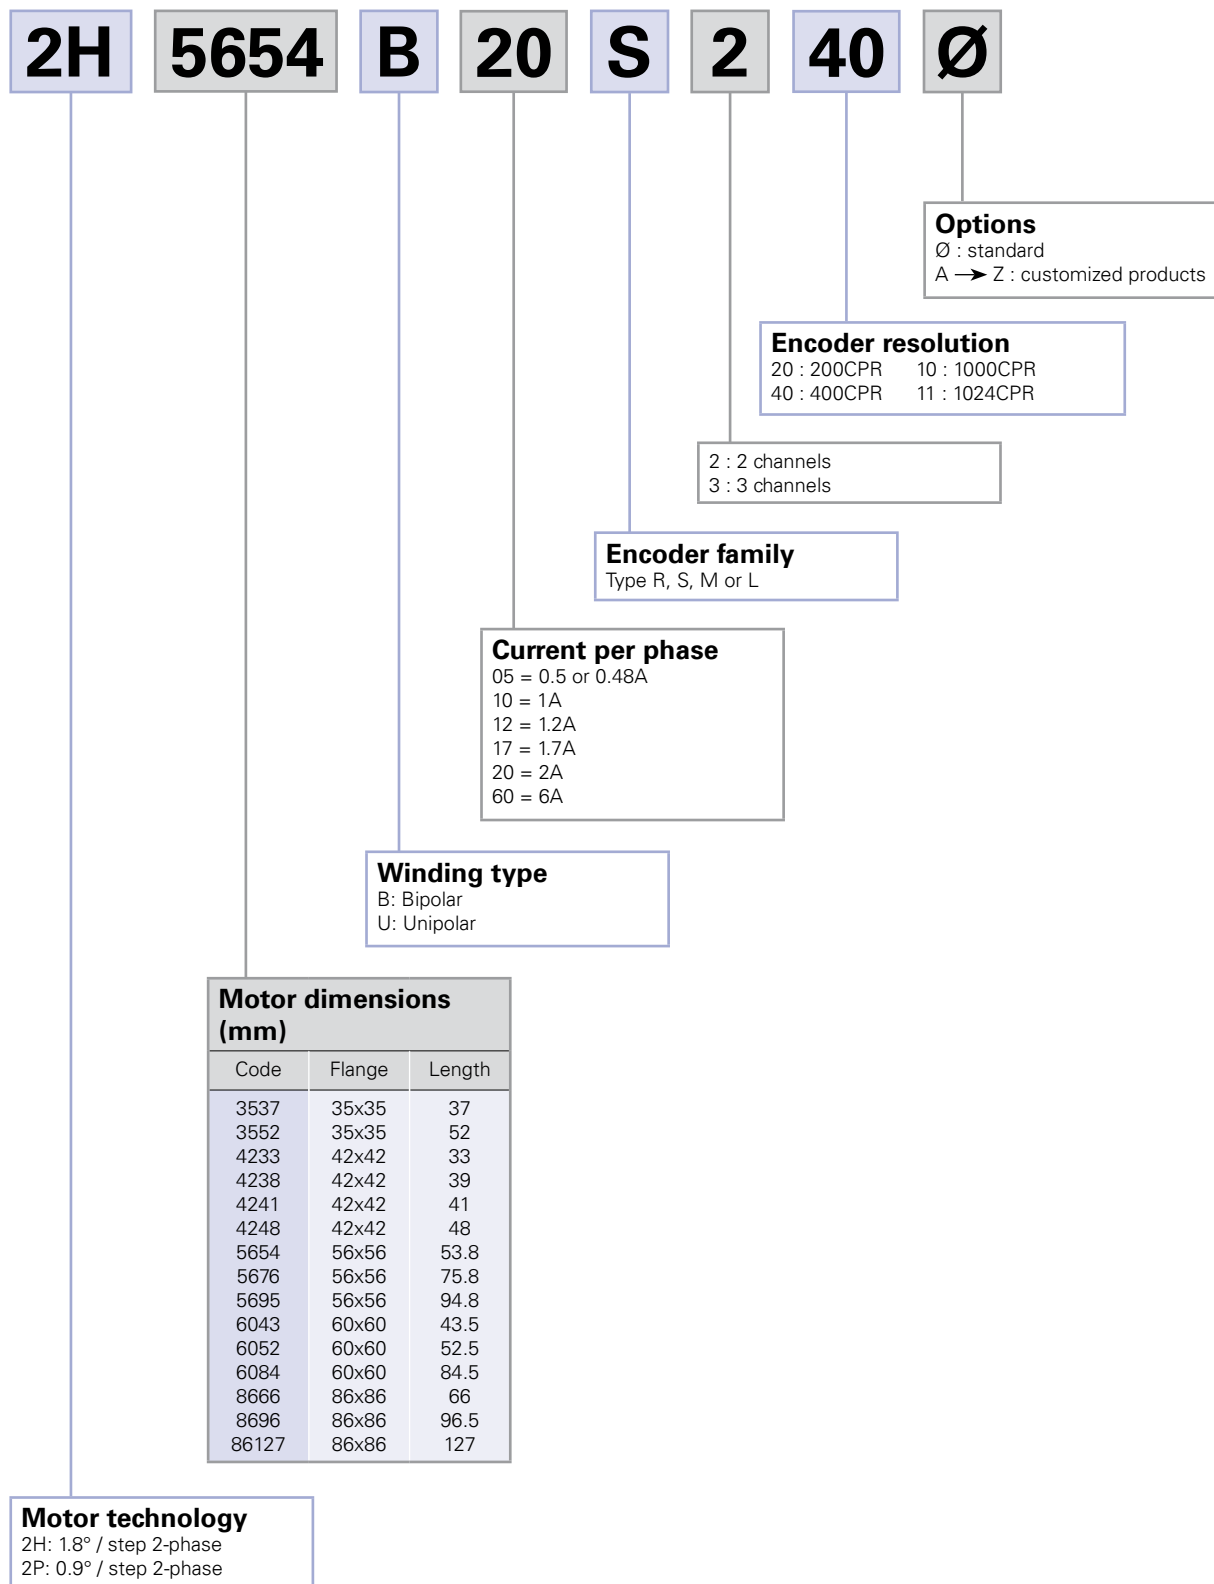 2H 5654 B 20 S 2 40 Ø
Options
Ø : standard
A → Z : customized products
Encoder resolution
20 : 200CPR 10 : 1000CPR
40 : 400CPR 11 : 1024CPR
2 : 2 channels
3 : 3 channels
Encoder family
Type R, S, M or L
Current per phase
05 = 0.5 or 0.48A
10 = 1A
12 = 1.2A
17 = 1.7A
20 = 2A
60 = 6A
Winding type
B: Bipolar
U: Unipolar
Motor dimensions
(mm)
Code Flange Length
3537 35x35 37
3552 35x35 52
4233 42x42 33
4238 42x42 39
4241 42x42 41
4248 42x42 48
5654 56x56 53.8
5676 56x56 75.8
5695 56x56 94.8
6043 60x60 43.5
6052 60x60 52.5
6084 60x60 84.5
8666 86x86 66
8696 86x86 96.5
86127 86x86 127
Motor technology
2H: 1.8° / step 2-phase
2P: 0.9° / step 2-phase